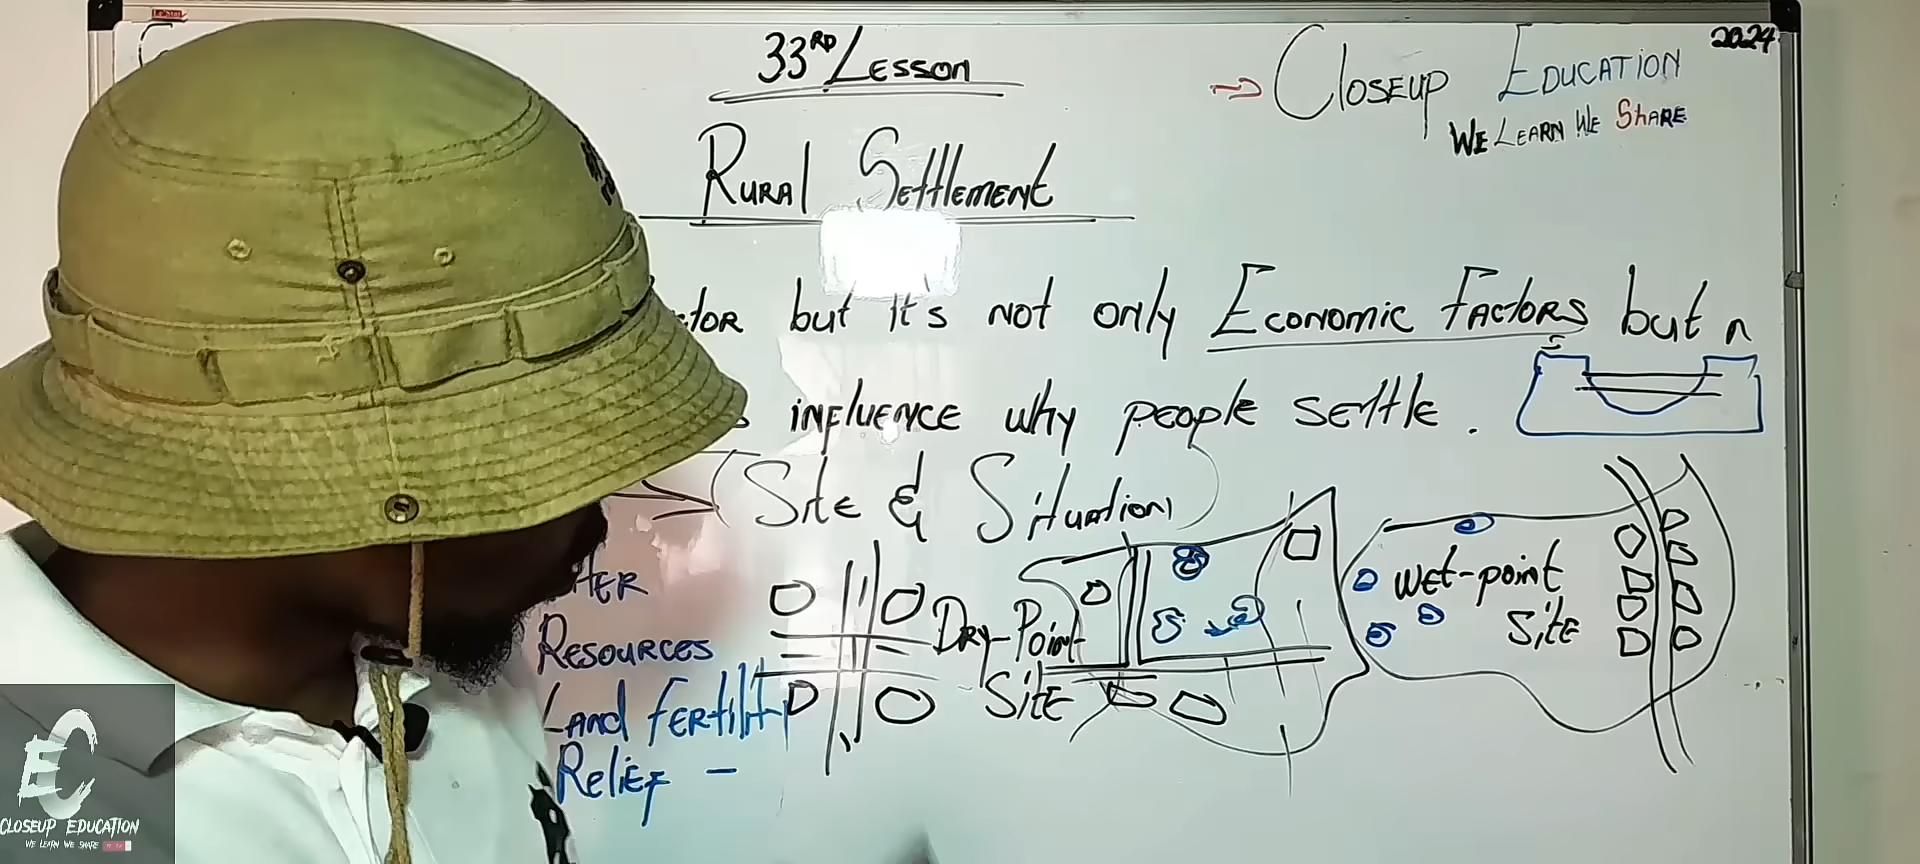 33RD LESSON
→ CLOSEUP EDUCATION
2024
WE LEARN WE SHARE
RURAL SETTLEMENT
but it's not only ECONOMIC FACTORS but
INFLUENCE why people settle.
(Site & Situation)
RESOURCES
LAND FERTILITY
RELIEF -
DRY-POINT
SITE
WET-POINT
SITE
EC
CLOSEUP EDUCATION
WE LEARN WE SHARE